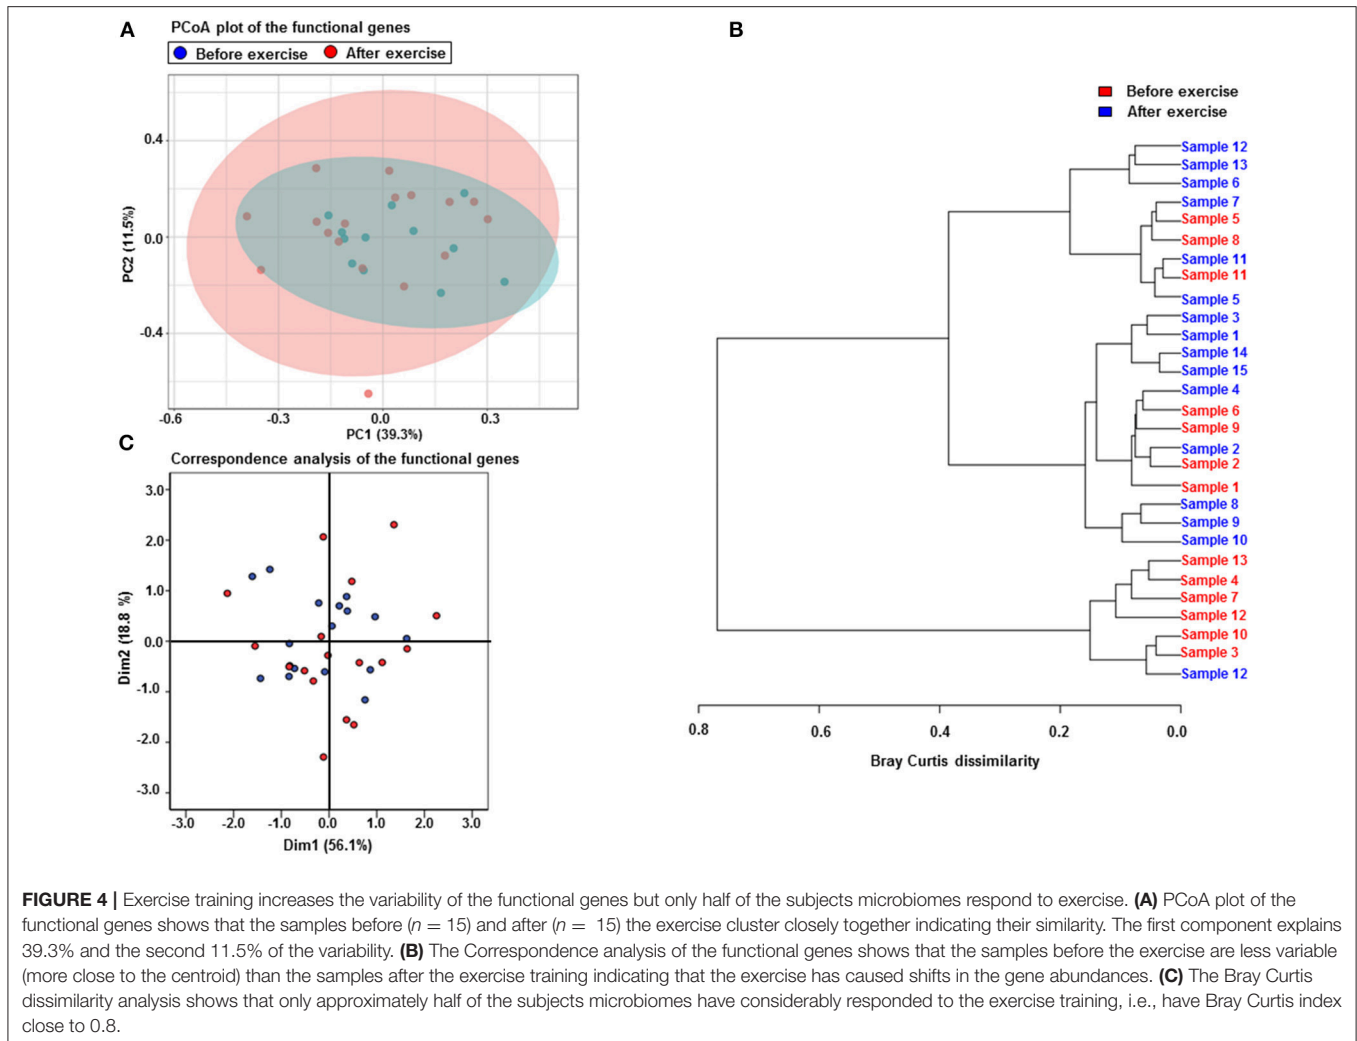 A
PCoA plot of the functional genes
Before exercise After exercise
0.4
0.0
-0.4
PC2 (11.5%)
-0.6 -0.3 0.0 0.3
PC1 (39.3%)
B
Before exercise
After exercise
Sample 12
Sample 13
Sample 6
Sample 7
Sample 5
Sample 8
Sample 11
Sample 11
Sample 5
Sample 3
Sample 1
Sample 14
Sample 15
Sample 4
Sample 6
Sample 9
Sample 2
Sample 2
Sample 1
Sample 8
Sample 9
Sample 10
Sample 13
Sample 4
Sample 7
Sample 12
Sample 10
Sample 3
Sample 12
0.8 0.6 0.4 0.2 0.0
Bray Curtis dissimilarity
C
Correspondence analysis of the functional genes
3.0
2.0
1.0
0.0
-1.0
-2.0
-3.0
Dim2 (18.8 %)
-3.0 -2.0 -1.0 0.0 1.0 2.0 3.0
Dim1 (56.1%)
FIGURE 4 | Exercise training increases the variability of the functional genes but only half of the subjects microbiomes respond to exercise. (A) PCoA plot of the
functional genes shows that the samples before (n = 15) and after (n = 15) the exercise cluster closely together indicating their similarity. The first component explains
39.3% and the second 11.5% of the variability. (B) The Correspondence analysis of the functional genes shows that the samples before the exercise are less variable
(more close to the centroid) than the samples after the exercise training indicating that the exercise has caused shifts in the gene abundances. (C) The Bray Curtis
dissimilarity analysis shows that only approximately half of the subjects microbiomes have considerably responded to the exercise training, i.e., have Bray Curtis index
close to 0.8.